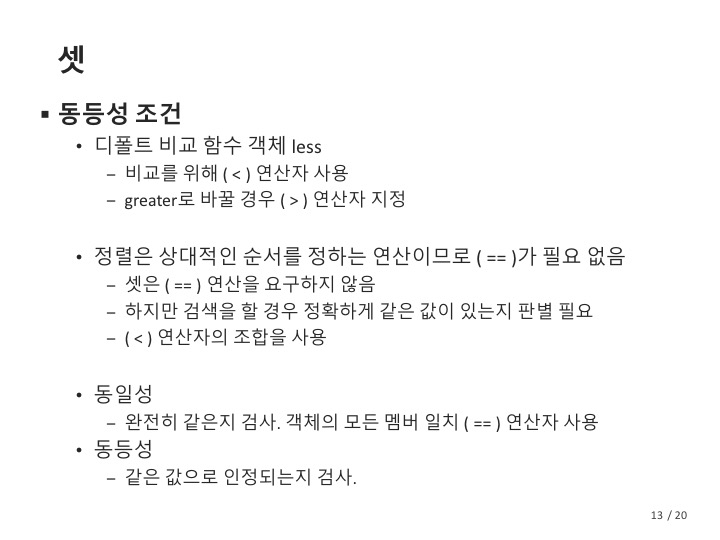 셋
▪ 동등성 조건
• 디폴트 비교 함수 객체 less
– 비교를 위해 ( < ) 연산자 사용
– greater로 바꿀 경우 ( > ) 연산자 지정
• 정렬은 상대적인 순서를 정하는 연산이므로 ( == )가 필요 없음
– 셋은 ( == ) 연산을 요구하지 않음
– 하지만 검색을 할 경우 정확하게 같은 값이 있는지 판별 필요
– ( < ) 연산자의 조합을 사용
• 동일성
– 완전히 같은지 검사. 객체의 모든 멤버 일치 ( == ) 연산자 사용
• 동등성
– 같은 값으로 인정되는지 검사.
13 / 20